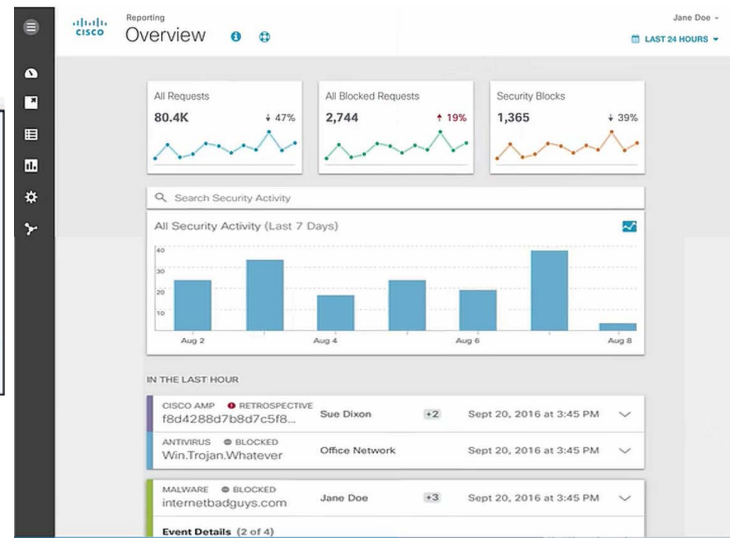 Reporting
Jane Doe
CISCO
Overview
LAST 24 HOURS
All Requests
80.4K
47%
All Blocked Requests
2,744
19%
Security Blocks
1,365
39%
Search Security Activity
All Security Activity (Last 7 Days)
40
30
20
10
Aug 2
Aug 4
Aug 6
Aug 8
IN THE LAST HOUR
CISCO AMP RETROSPECTIVE
f8d4288d7b8d7c5f8...
Sue Dixon
+2
Sept 20, 2016 at 3:45 PM
ANTIVIRUS BLOCKED
Win.Trojan.Whatever
Office Network
Sept 20, 2016 at 3:45 PM
MALWARE BLOCKED
internetbadguys.com
Jane Doe
+3
Sept 20, 2016 at 3:45 PM
Event Details (2 of 4)